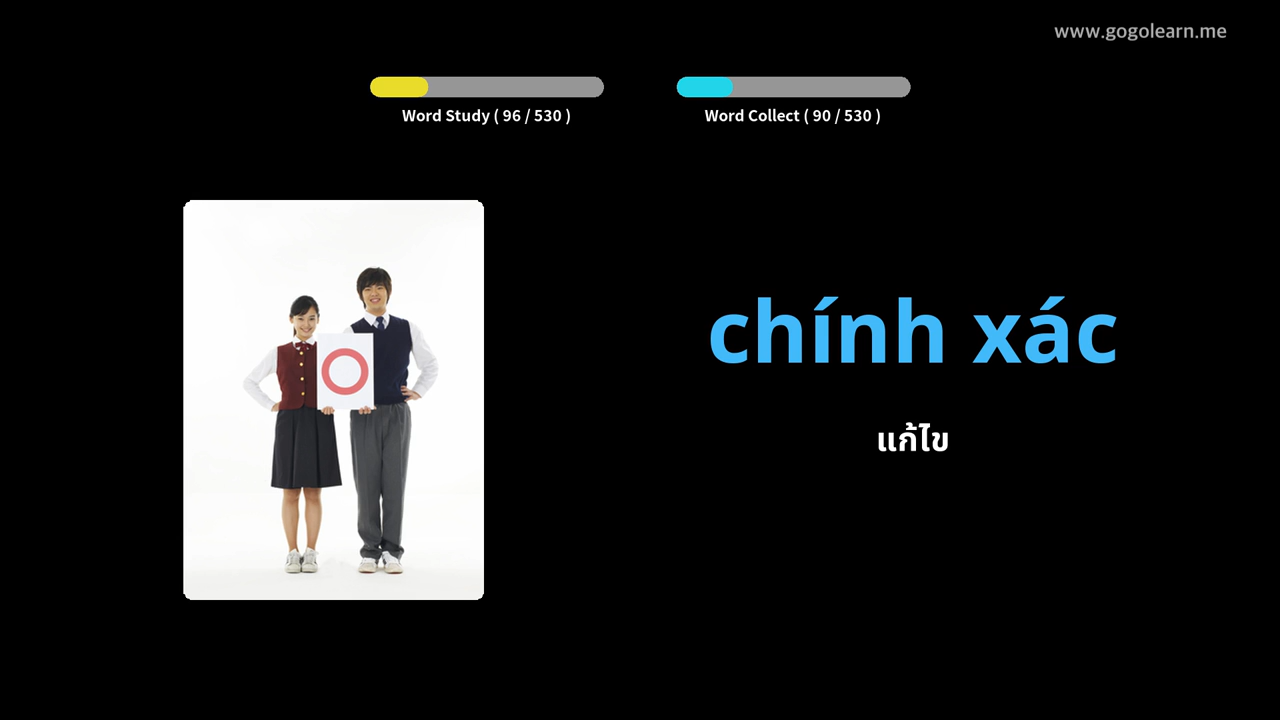 www.gogolearn.me
Word Study ( 96 / 530 )
Word Collect ( 90 / 530 )
chính xác
แก้ไข